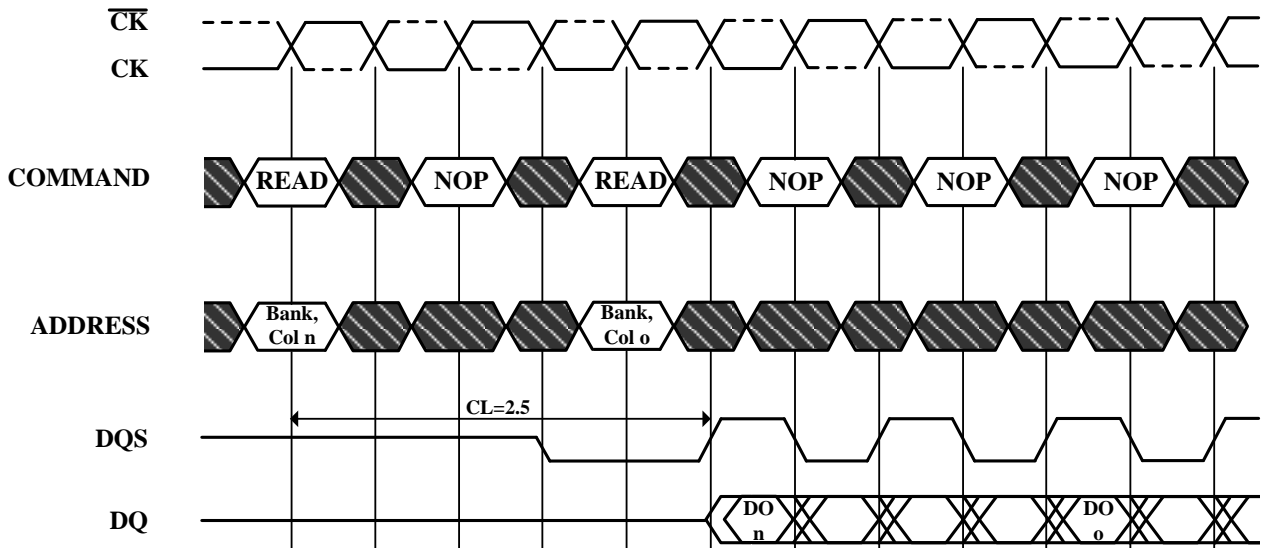 CK
CK
COMMAND
READ
NOP
READ
NOP
NOP
NOP
ADDRESS
Bank,
Col n
Bank,
Col o
CL=2.5
DQS
DQ
DO
n
DO
o